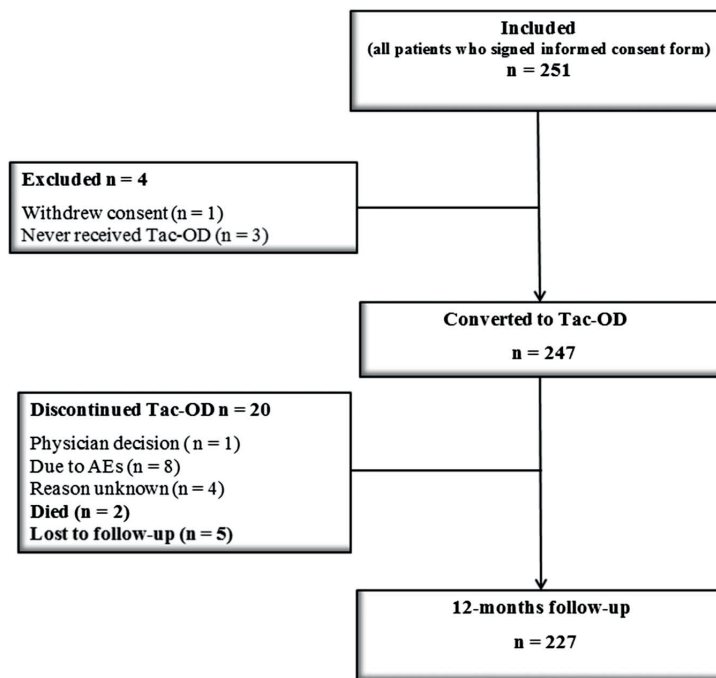 Included
(all patients who signed informed consent form)
n = 251
Excluded n = 4
Withdrew consent (n = 1)
Never received Tac-OD (n = 3)
Converted to Tac-OD
n = 247
Discontinued Tac-OD n = 20
Physician decision ( n = 1)
Due to AEs (n = 8)
Reason unknown (n = 4)
Died (n = 2)
Lost to follow-up (n = 5)
12-months follow-up
n = 227